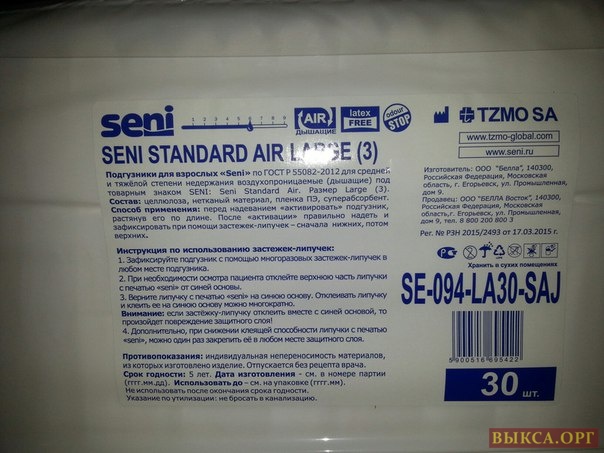 seni
1 2 3 4 5 6 7 8 9
AIR
ДЫШАЩИЕ
latex
FREE
odour
STOP
SENI STANDARD AIR LARGE (3)
Подгузники для взрослых «Seni» по ГОСТ Р 55082-2012 для средней
и тяжёлой степени недержания воздухопроницаемые (дышащие) под
товарным знаком SENI: Seni Standard Air. Размер Large (3).
Состав: целлюлоза, нетканый материал, пленка ПЭ, суперабсорбент.
Способ применения: перед надеванием «активировать» подгузник,
растянув его по длине. После «активации» правильно надеть и
зафиксировать при помощи застежек-липучек – сначала нижних, потом
верхних.
Инструкция по использованию застежек-липучек:
1. Зафиксируйте подгузник с помощью многоразовых застежек-липучек в
любом месте подгузника.
2. При необходимости осмотра пациента отклейте верхнюю часть липучки
с печатью «seni» от синей основы.
3. Верните липучку с печатью «seni» на синюю основу. Отклеивать липучку
и клеить ее на синюю основу можно многократно.
Внимание: если застёжку-липучку отклеить вместе с синей основой, то
произойдет повреждение защитного слоя!
4. Дополнительно, при снижении клеящей способности липучки с печатью
«seni», можно один раз закрепить её в любом месте защитного слоя.
Противопоказания: индивидуальная непереносимость материалов,
из которых изготовлено изделие. Отпускается без рецепта врача.
Срок годности: 5 лет. Дата изготовления - см. в номере партии
(гггг.мм.дд). Использовать до – см. на упаковке (гггг.мм).
Не использовать после окончания срока годности.
Указание по утилизации: не бросать в канализацию.
TZMO SA
www.tzmo-global.com
www.seni.ru
Изготовитель: ООО "Белла", 140300,
Российская Федерация, Московская
область, г. Егорьевск, ул. Промышленная,
дом 9.
Продавец: ООО "БЕЛЛА Восток", 140300,
Российская Федерация, Московская
область, г. Егорьевск, ул. Промышленная,
дом 9, тел. 8 800 200 800 3
Рег. № РЗН 2015/2493 от 17.03.2015 г.
Хранить в сухих помещениях
SE-094-LA30-SAJ
5 900516 695422
30 шт.
ВЫКСА.ОРГ